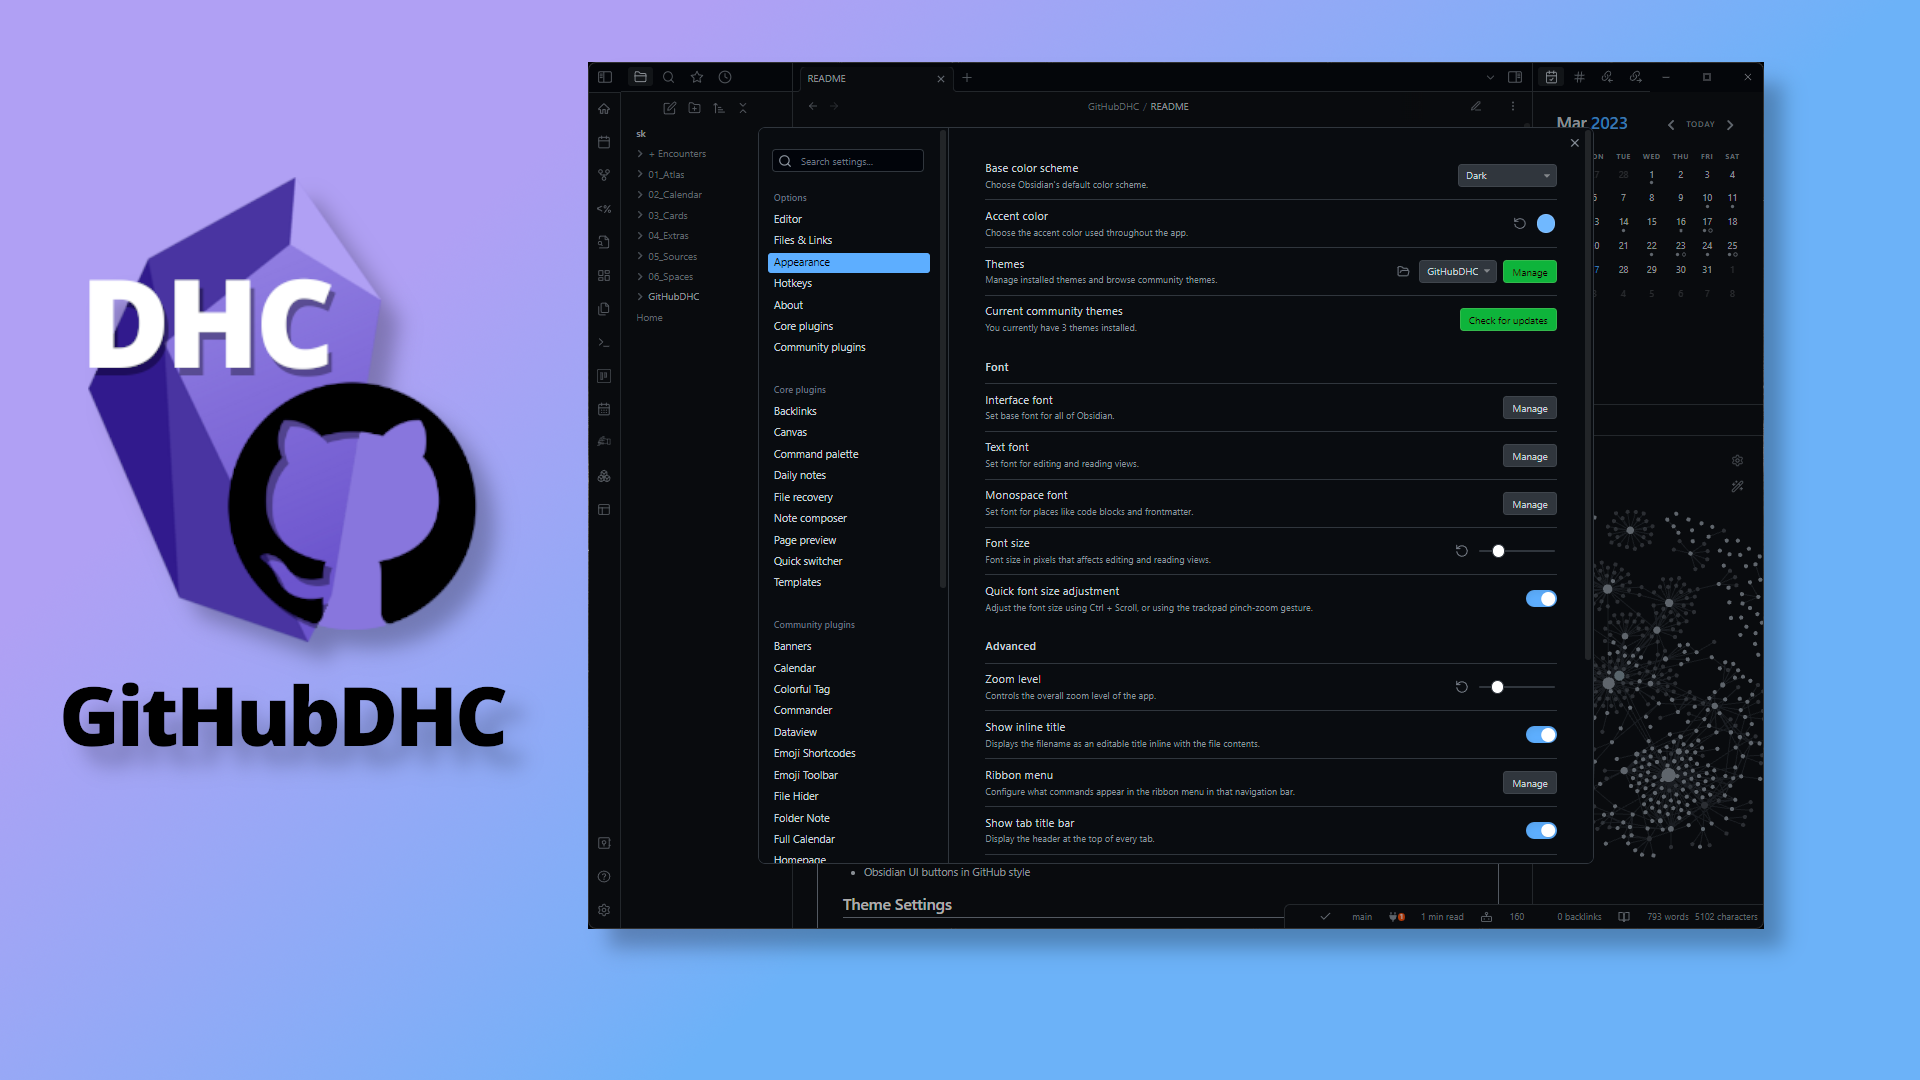 DHC
GitHubDHC
README
GitHubDHC / README
sk
+ Encounters
01_Atlas
02_Calendar
03_Cards
04_Extras
05_Sources
06_Spaces
GitHubDHC
Home
Search settings...
Options
Editor
Files & Links
Appearance
Hotkeys
About
Core plugins
Community plugins
Core plugins
Backlinks
Canvas
Command palette
Daily notes
File recovery
Note composer
Page preview
Quick switcher
Templates
Community plugins
Banners
Calendar
Colorful Tag
Commander
Dataview
Emoji Shortcodes
Emoji Toolbar
File Hider
Folder Note
Full Calendar
Homepage
Base color scheme
Choose Obsidian's default color scheme.
Dark
Accent color
Choose the accent color used throughout the app.
Themes
Manage installed themes and browse community themes.
GitHubDHC
Manage
Current community themes
You currently have 3 themes installed.
Check for updates
Font
Interface font
Set base font for all of Obsidian.
Manage
Text font
Set font for editing and reading views.
Manage
Monospace font
Set font for places like code blocks and frontmatter.
Manage
Font size
Font size in pixels that affects editing and reading views.
Quick font size adjustment
Adjust the font size using Ctrl + Scroll, or using the trackpad pinch-zoom gesture.
Advanced
Zoom level
Controls the overall zoom level of the app.
Show inline title
Displays the filename as an editable title inline with the file contents.
Ribbon menu
Configure what commands appear in the ribbon menu in that navigation bar.
Manage
Show tab title bar
Display the header at the top of every tab.
Mar 2023
TODAY
TUE WED THU FRI SAT
28 1 2 3 4
7 8 9 10 11
14 15 16 17 18
21 22 23 24 25
28 29 30 31 1
4 5 6 7 8
Obsidian UI buttons in GitHub style
Theme Settings
main 1 min read 160 0 backlinks 793 words 5102 characters